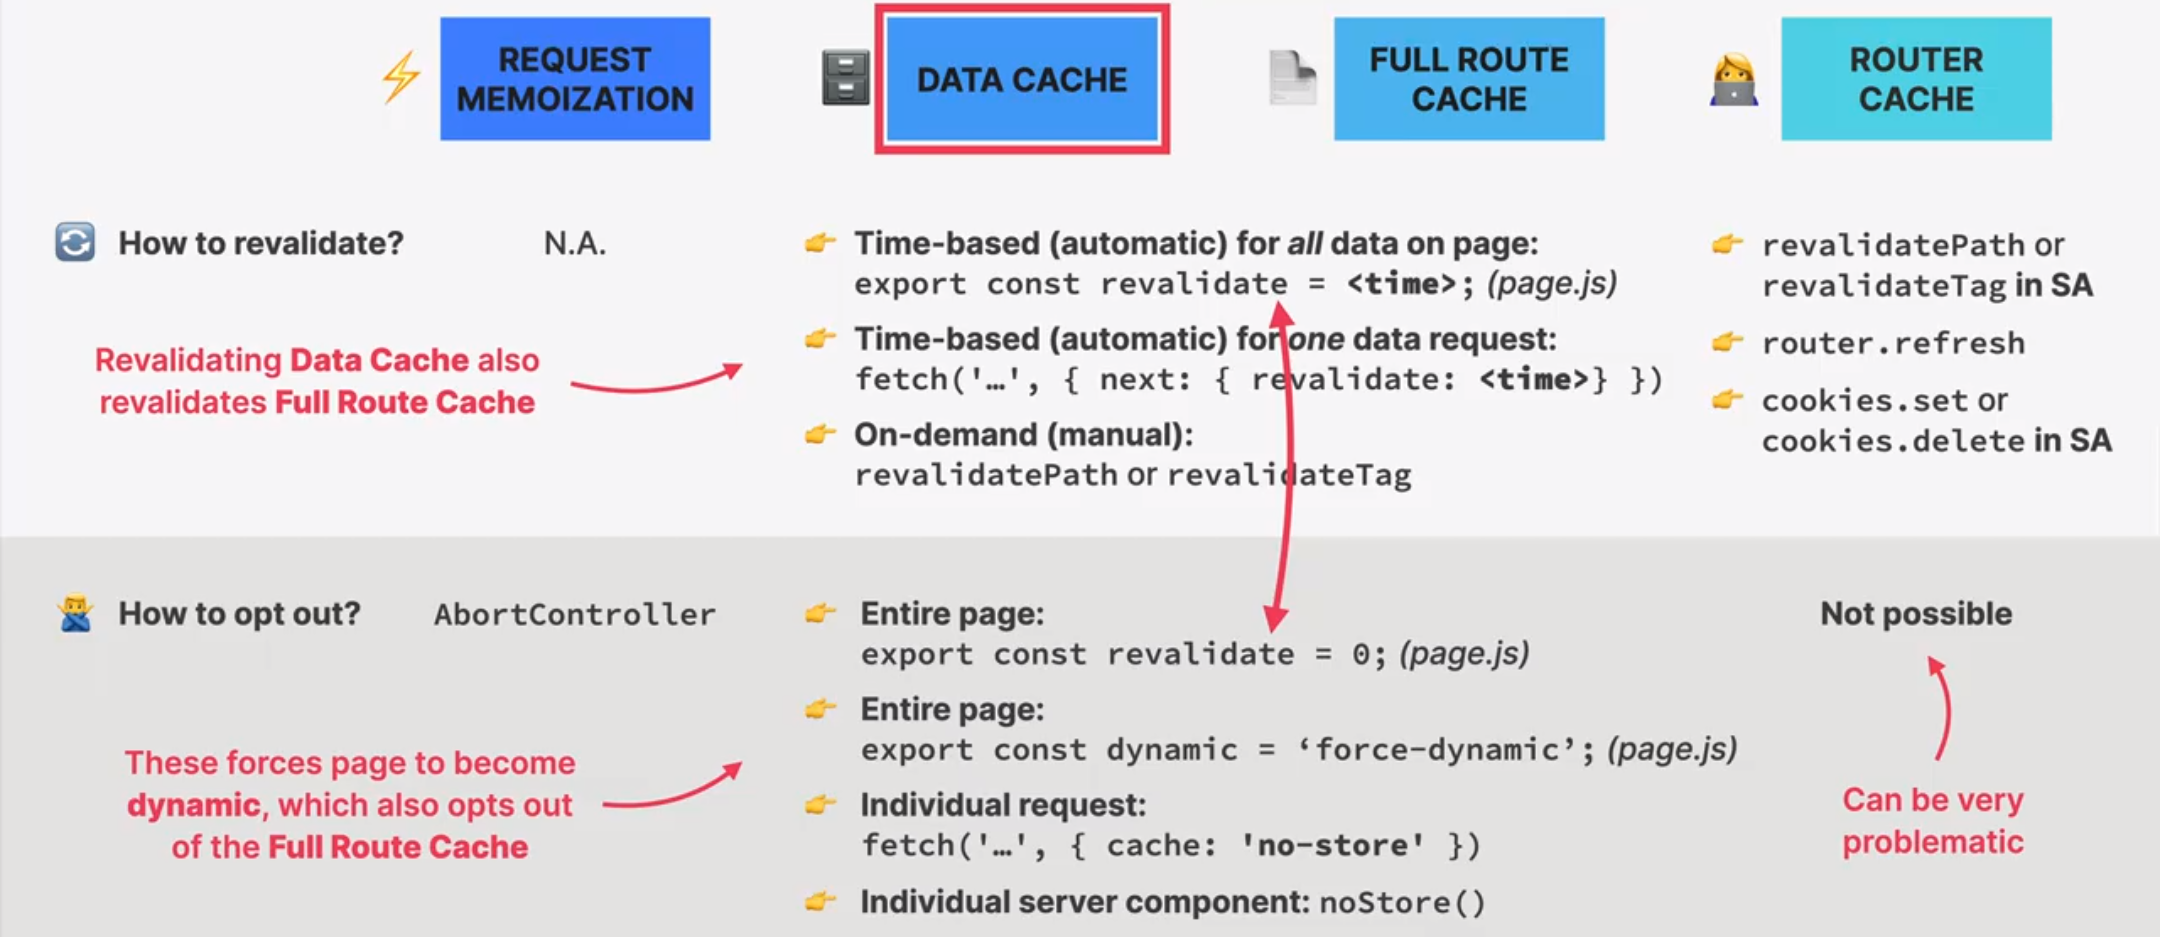 REQUEST
MEMOIZATION
DATA CACHE
FULL ROUTE
CACHE
ROUTER
CACHE
How to revalidate?
N.A.
Time-based (automatic) for all data on page:
export const revalidate = <time>; (page.js)
Time-based (automatic) for one data request:
fetch('…', { next: { revalidate: <time>} })
On-demand (manual):
revalidatePath or revalidateTag
revalidatePath or
revalidateTag in SA
router.refresh
cookies.set or
cookies.delete in SA
Revalidating Data Cache also
revalidates Full Route Cache
How to opt out?
AbortController
Entire page:
export const revalidate = 0; (page.js)
Entire page:
export const dynamic = ‘force-dynamic’; (page.js)
Individual request:
fetch('…', { cache: 'no-store' })
Individual server component: noStore()
Not possible
These forces page to become
dynamic, which also opts out
of the Full Route Cache
Can be very
problematic